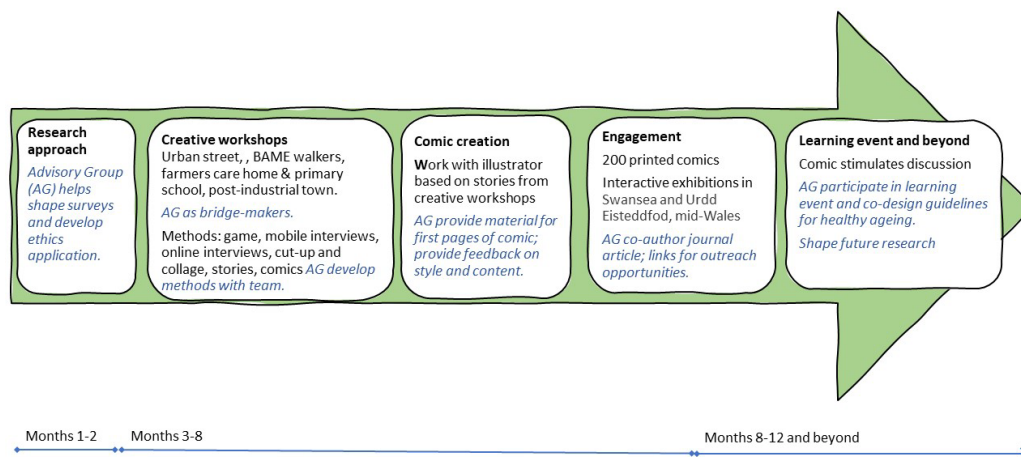 Research
approach
Advisory Group
(AG) helps
shape surveys
and develop
ethics
application.
Creative workshops
Urban street, , BAME walkers,
farmers care home & primary
school, post-industrial town.
AG as bridge-makers.
Methods: game, mobile interviews,
online interviews, cut-up and
collage, stories, comics AG develop
methods with team.
Comic creation
Work with illustrator
based on stories from
creative workshops
AG provide material for
first pages of comic;
provide feedback on
style and content.
Engagement
200 printed comics
Interactive exhibitions in
Swansea and Urdd
Eisteddfod, mid-Wales
AG co-author journal
article; links for outreach
opportunities.
Learning event and beyond
Comic stimulates discussion
AG participate in learning
event and co-design guidelines
for healthy ageing.
Shape future research
Months 1-2
Months 3-8
Months 8-12 and beyond